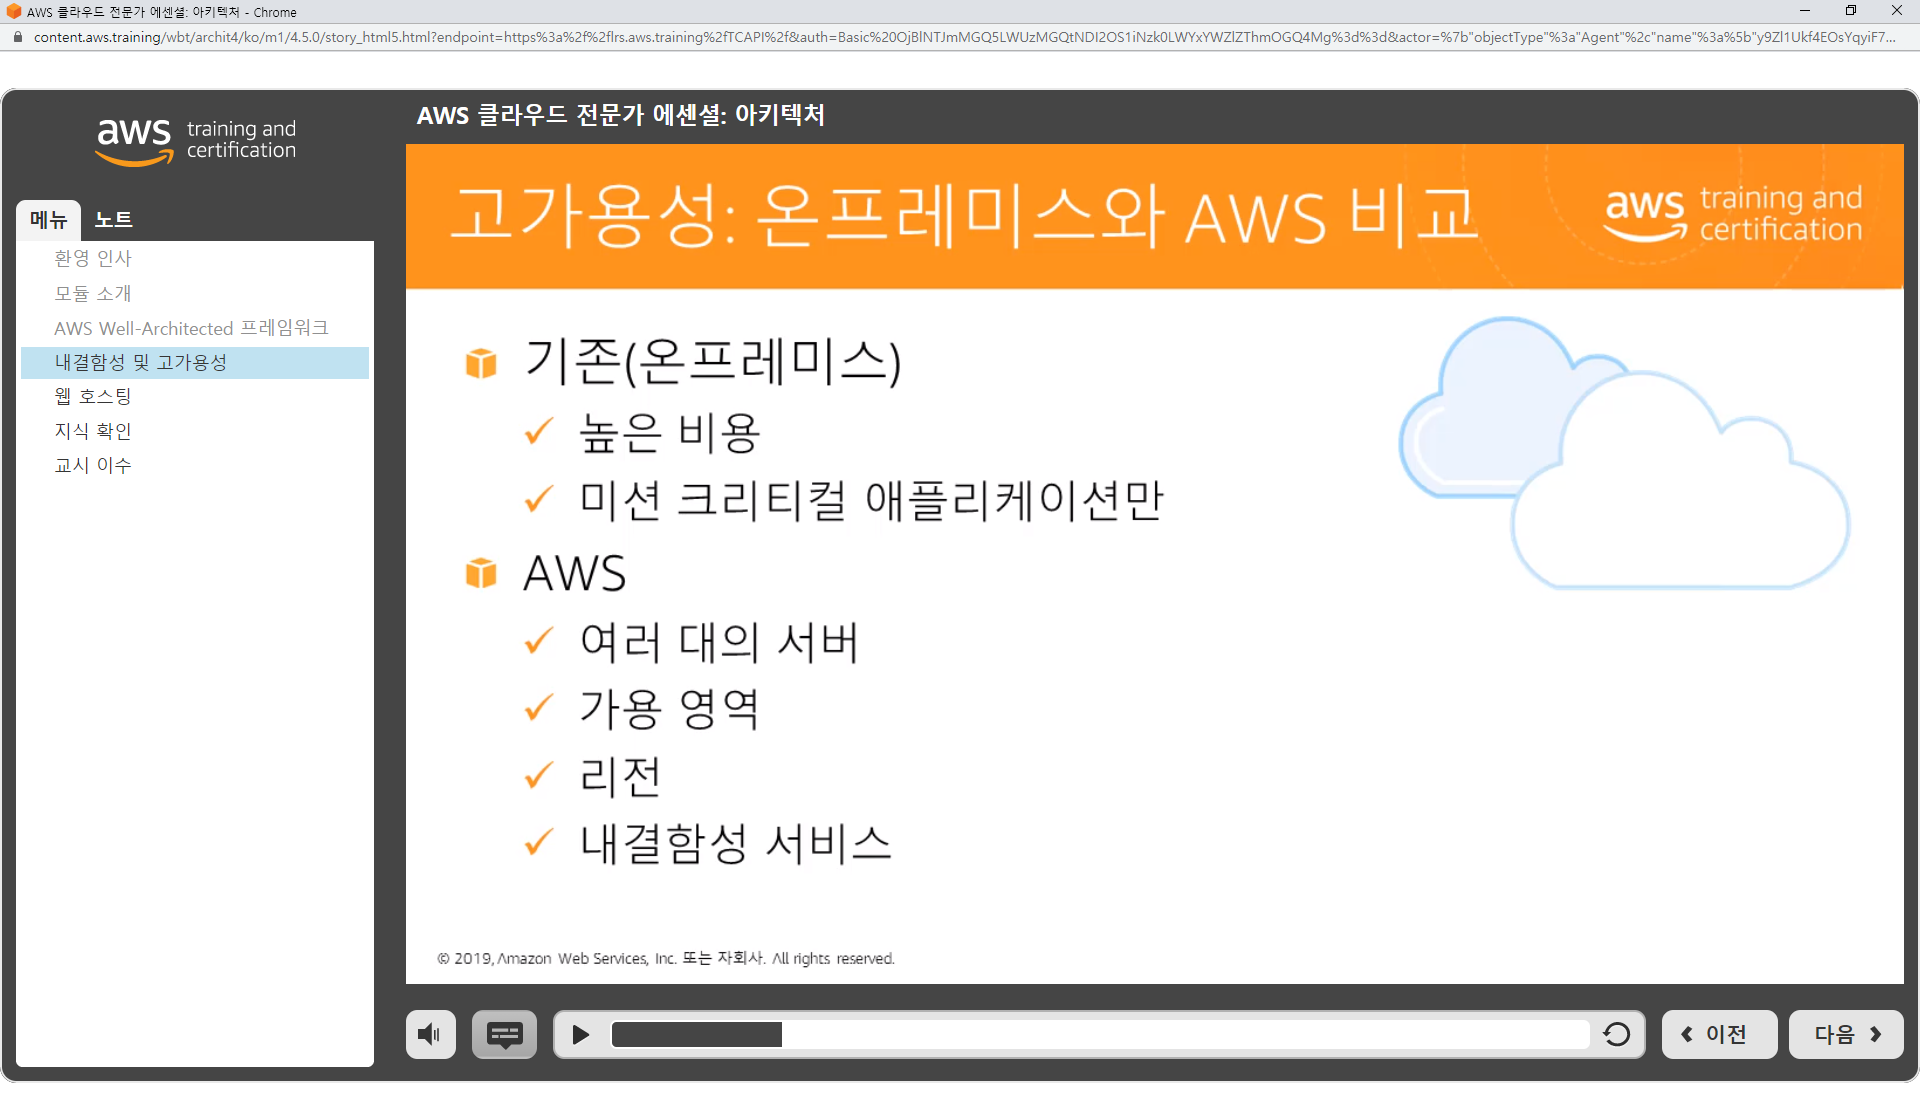 AWS 클라우드 전문가 에센셜: 아키텍처 - Chrome
content.aws.training/wbt/archit4/ko/m1/4.5.0/story_html5.html?endpoint=https%3a%2f%2flrs.aws.training%2fTCAPI%2f&auth=Basic%20OjBlNTJmMGQ5LWUzMGQtNDI2OS1iNzk0LWYxYWZlZThmOGQ4Mg%3d%3d&actor=%7b"objectType"%3a"Agent"%2c"name"%3a%5b"y9Zl1Ukf4EOsYqyiF7...
aws training and certification
AWS 클라우드 전문가 에센셜: 아키텍처
메뉴 노트
환영 인사
모듈 소개
AWS Well-Architected 프레임워크
내결함성 및 고가용성
웹 호스팅
지식 확인
교시 이수
고가용성: 온프레미스와 AWS 비교
aws training and certification
기존(온프레미스)
높은 비용
미션 크리티컬 애플리케이션만
AWS
여러 대의 서버
가용 영역
리전
내결함성 서비스
© 2019, Amazon Web Services, Inc. 또는 자회사. All rights reserved.
이전
다음